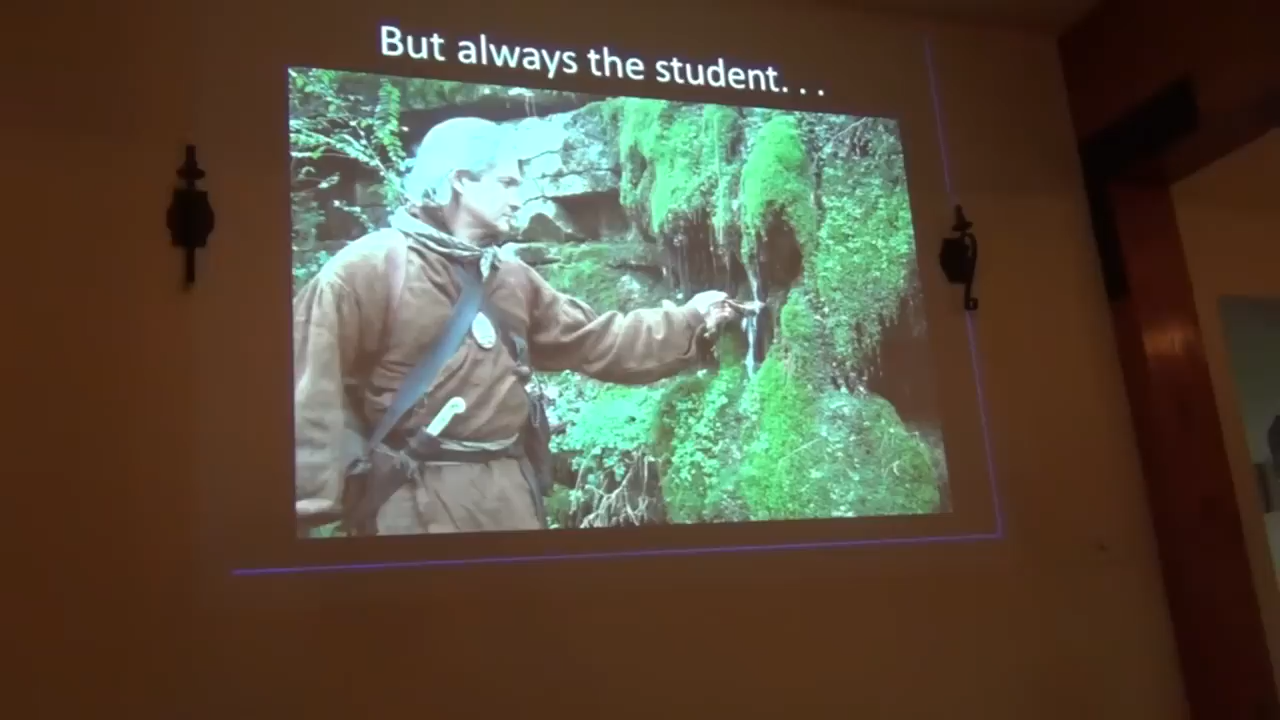 But always the student. . .